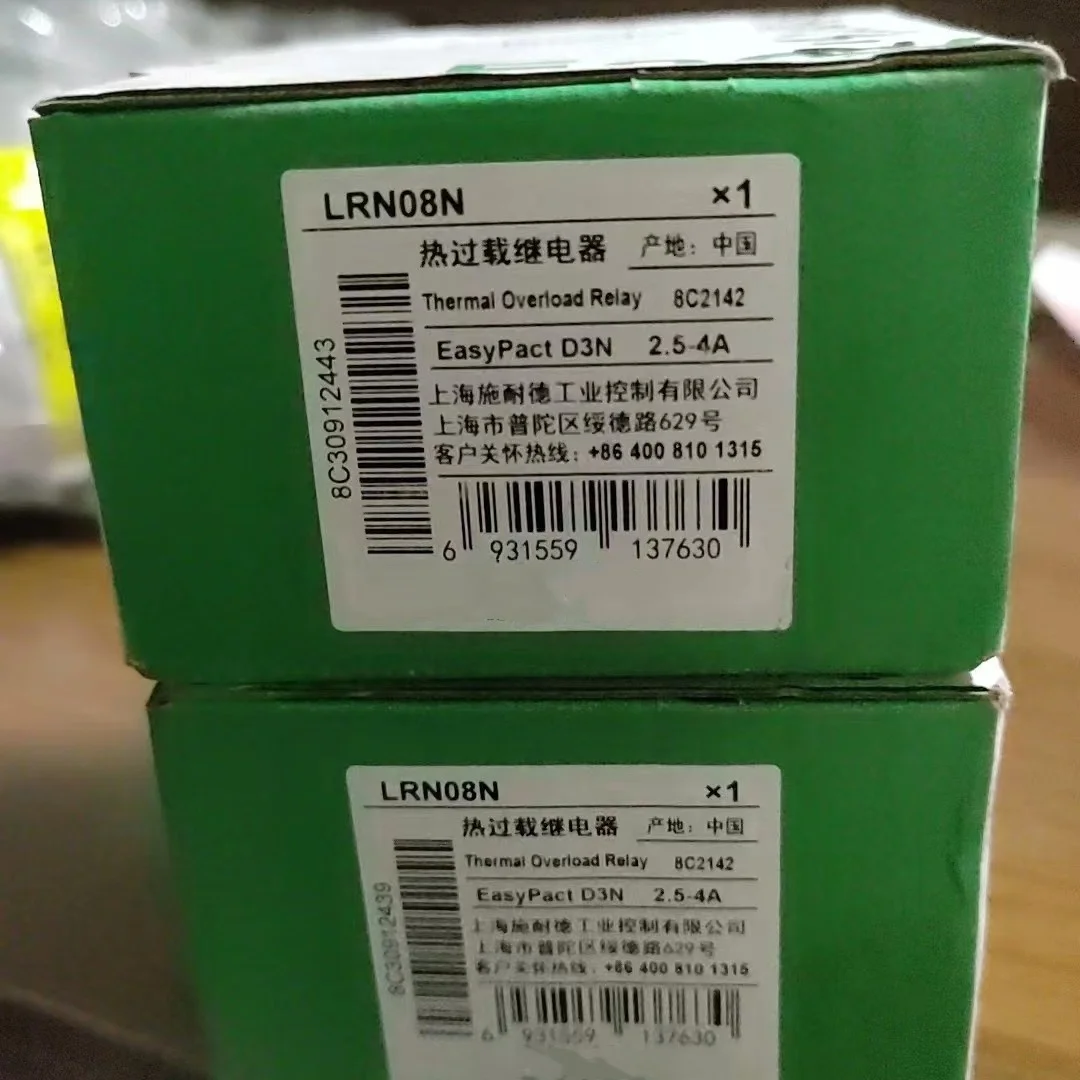 LRN08N ×1
热过载继电器 产地：中国
Thermal Overload Relay 8C2142
EasyPact D3N 2.5-4A
上海施耐德工业控制有限公司
上海市普陀区绥德路629号
客户关怀热线：+86 400 810 1315
8C30912443
6 931559 137630
LRN08N ×1
热过载继电器 产地：中国
Thermal Overload Relay 8C2142
EasyPact D3N 2.5-4A
上海施耐德工业控制有限公司
上海市普陀区绥德路629号
客户关怀热线：+86 400 810 1315
8C30912439
6 931559 137630